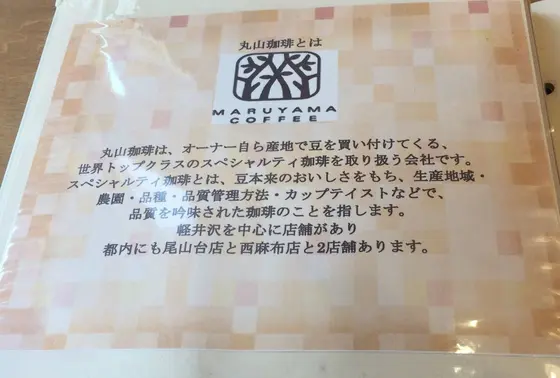 丸山珈琲とは
MARUYAMA
COFFEE
丸山珈琲は、オーナー自ら産地で豆を買い付けてくる、
世界トップクラスのスペシャルティ珈琲を取り扱う会社です。
スペシャルティ珈琲とは、豆本来のおいしさをもち、生産地域・
農園・品種・品質管理方法・カップテイストなどで、
品質を吟味された珈琲のことを指します。
軽井沢を中心に店舗があり
都内にも尾山台店と西麻布店と2店舗あります。